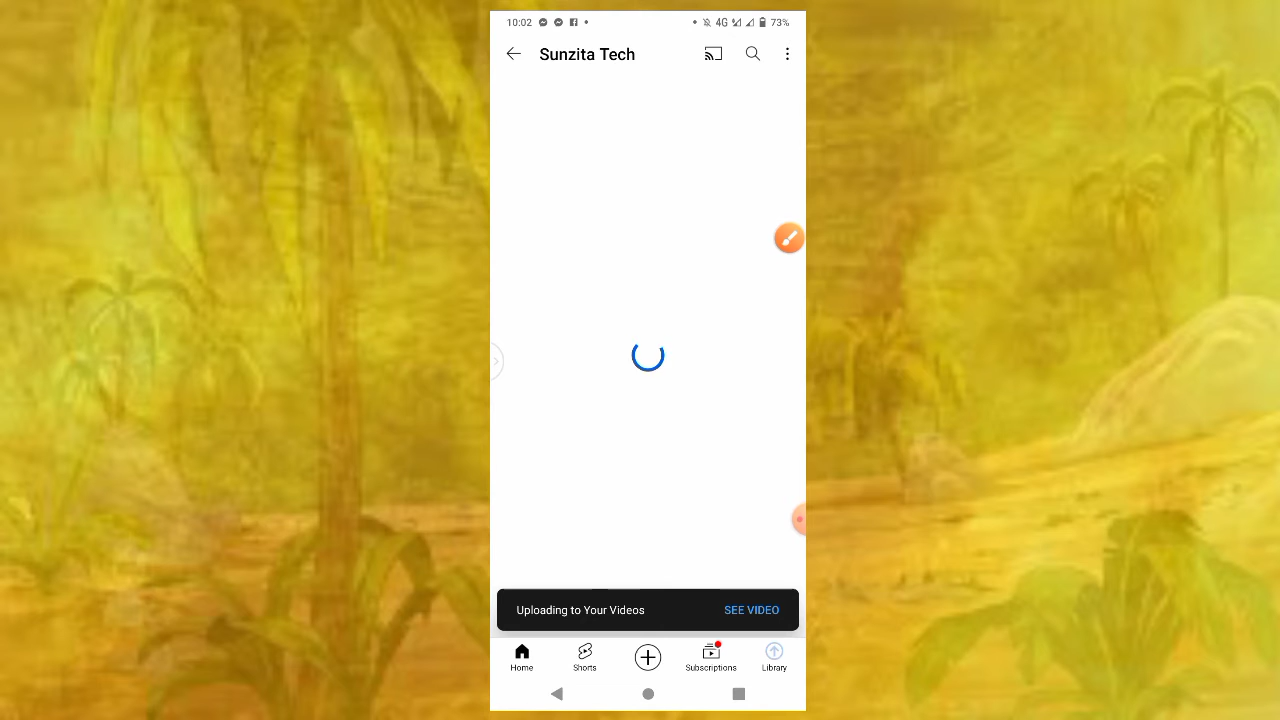 10:02 4G 73%
Sunzita Tech
Uploading to Your Videos SEE VIDEO
Home Shorts Subscriptions Library